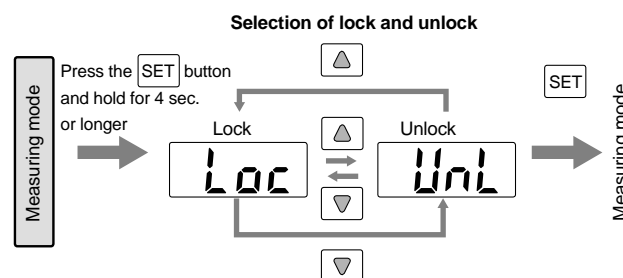 Selection of lock and unlock
Measuring mode
Press the SET button
and hold for 4 sec.
or longer
Lock
Loc
Unlock
UnL
SET
Measuring mode